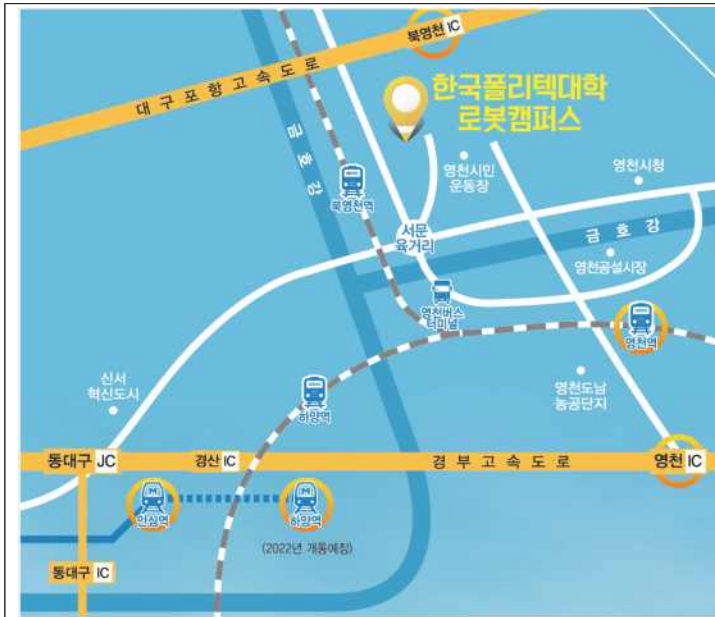 북영천 IC
대구포항고속도로
한국폴리텍대학
로봇캠퍼스
금호강
영천시민
운동장
영천시청
북영천역
서문
육거리
금호강
영천공설시장
영천버스
터미널
영천역
신서
혁신도시
하양역
영천도남
농공단지
동대구 JC
경산 IC
경부고속도로
영천 IC
안심역
하양역
(2022년 개통예정)
동대구 IC